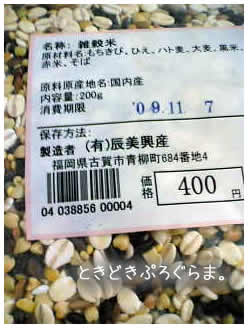 名称: 雑穀米
原材料名:もちきび、ひえ、ハト麦、大麦、黒米、
赤米、そば
原料原産地名:国内産
内容量:200g
消費期限 '09.11 7
保存方法:
製造者 (有)辰美興産
福岡県古賀市青柳町684番地4
価格 400円
04 038856 00004
ときどきぷろぐらま。